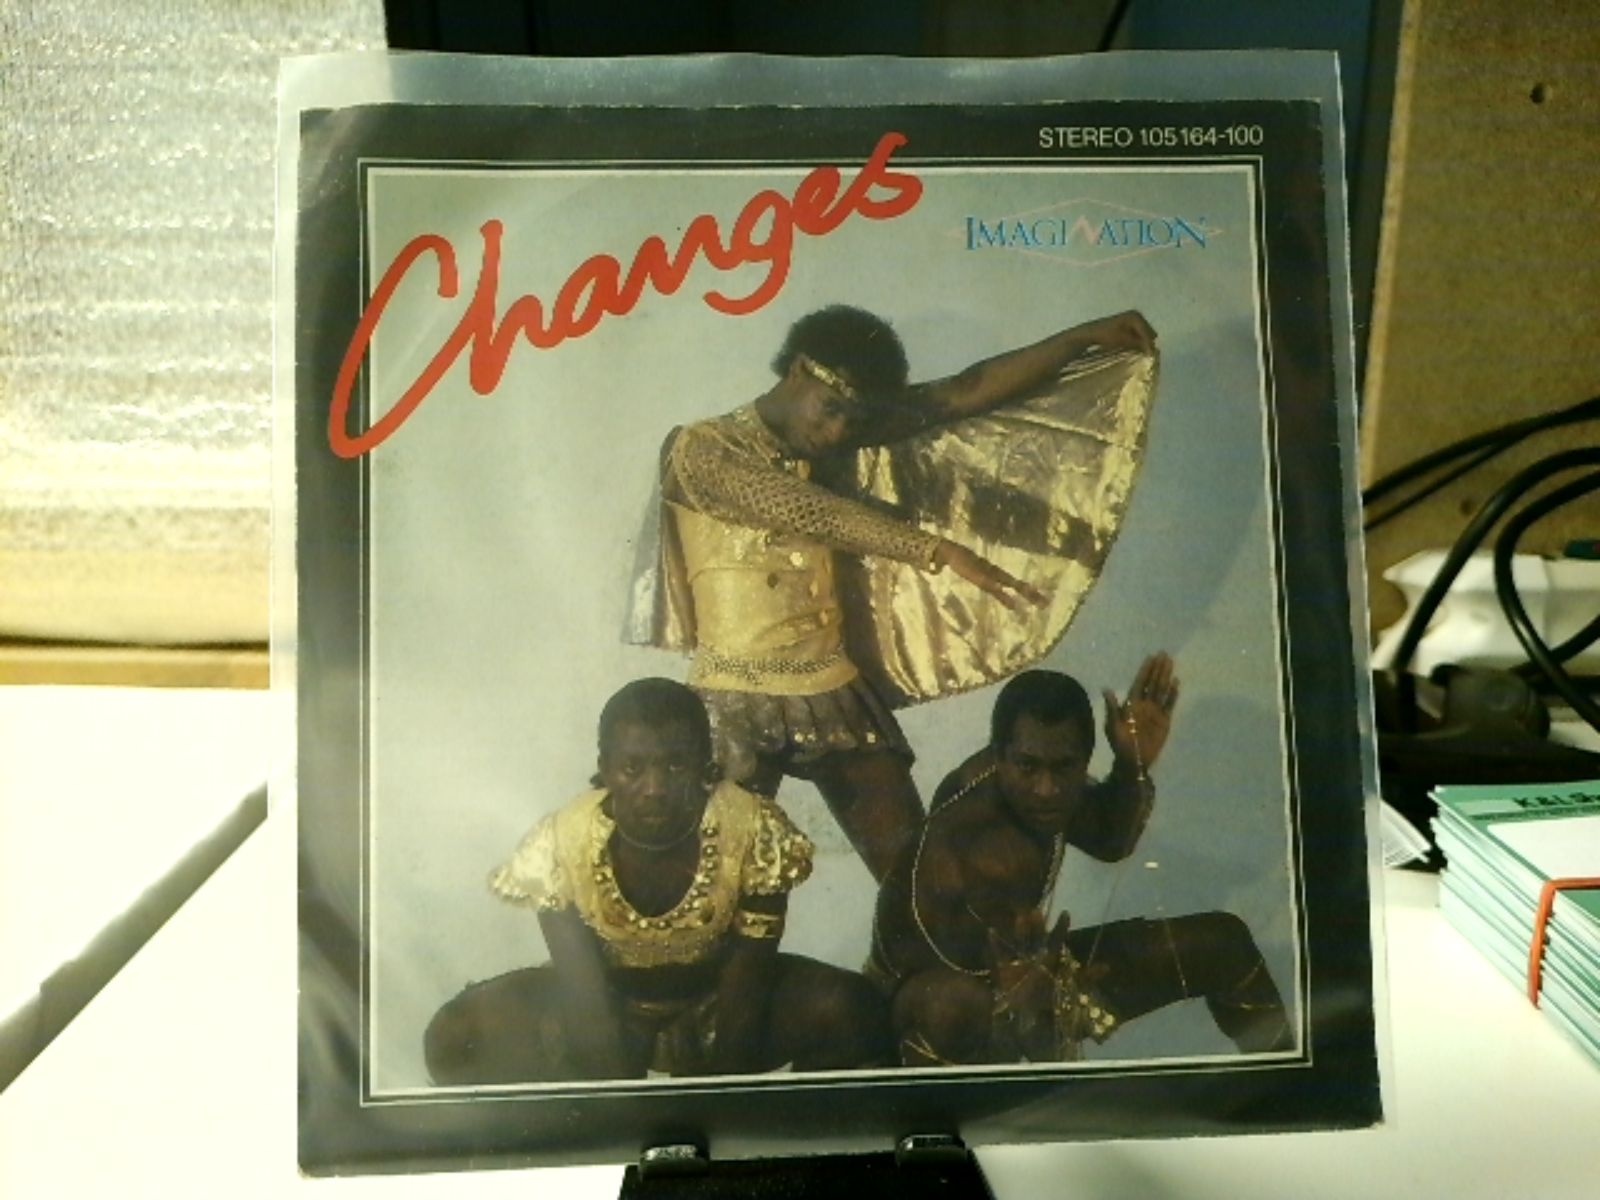 STEREO 105164-100
Changes
IMAGINATION